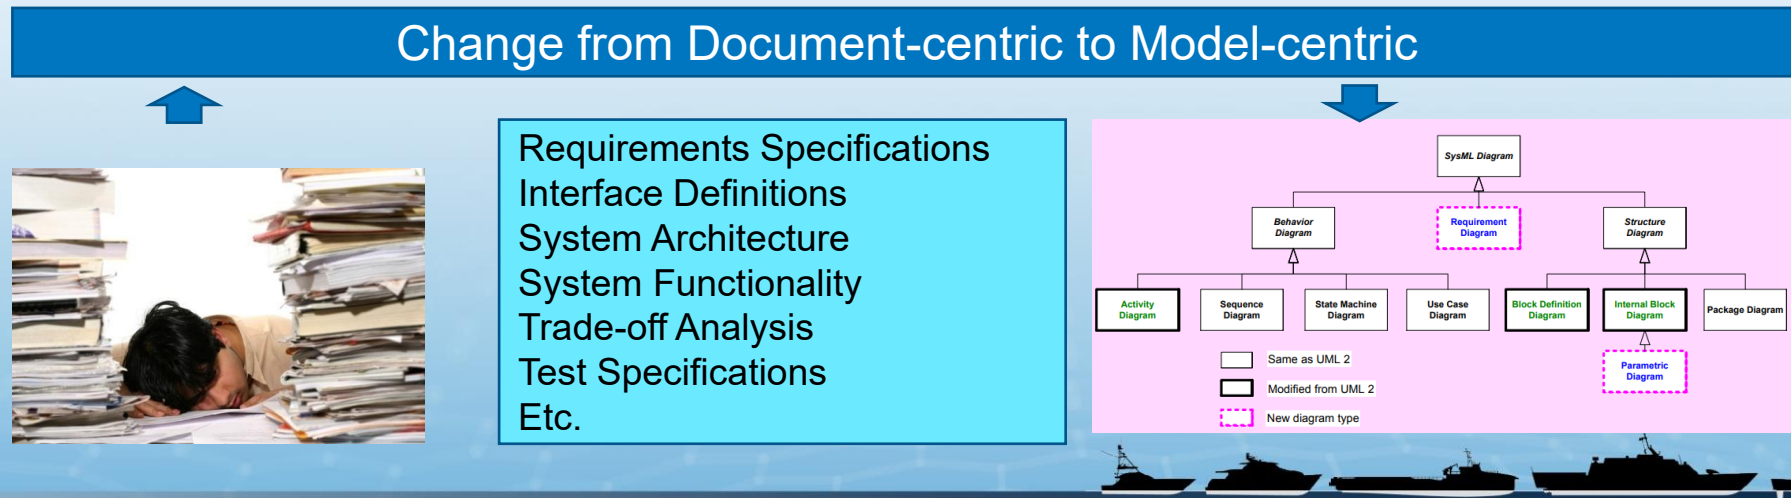 Change from Document-centric to Model-centric
Requirements Specifications
Interface Definitions
System Architecture
System Functionality
Trade-off Analysis
Test Specifications
Etc.
SysML Diagram
Behavior
Diagram
Requirement
Diagram
Structure
Diagram
Activity
Diagram
Sequence
Diagram
State Machine
Diagram
Use Case
Diagram
Block Definition
Diagram
Internal Block
Diagram
Package Diagram
Parametric
Diagram
Same as UML 2
Modified from UML 2
New diagram type